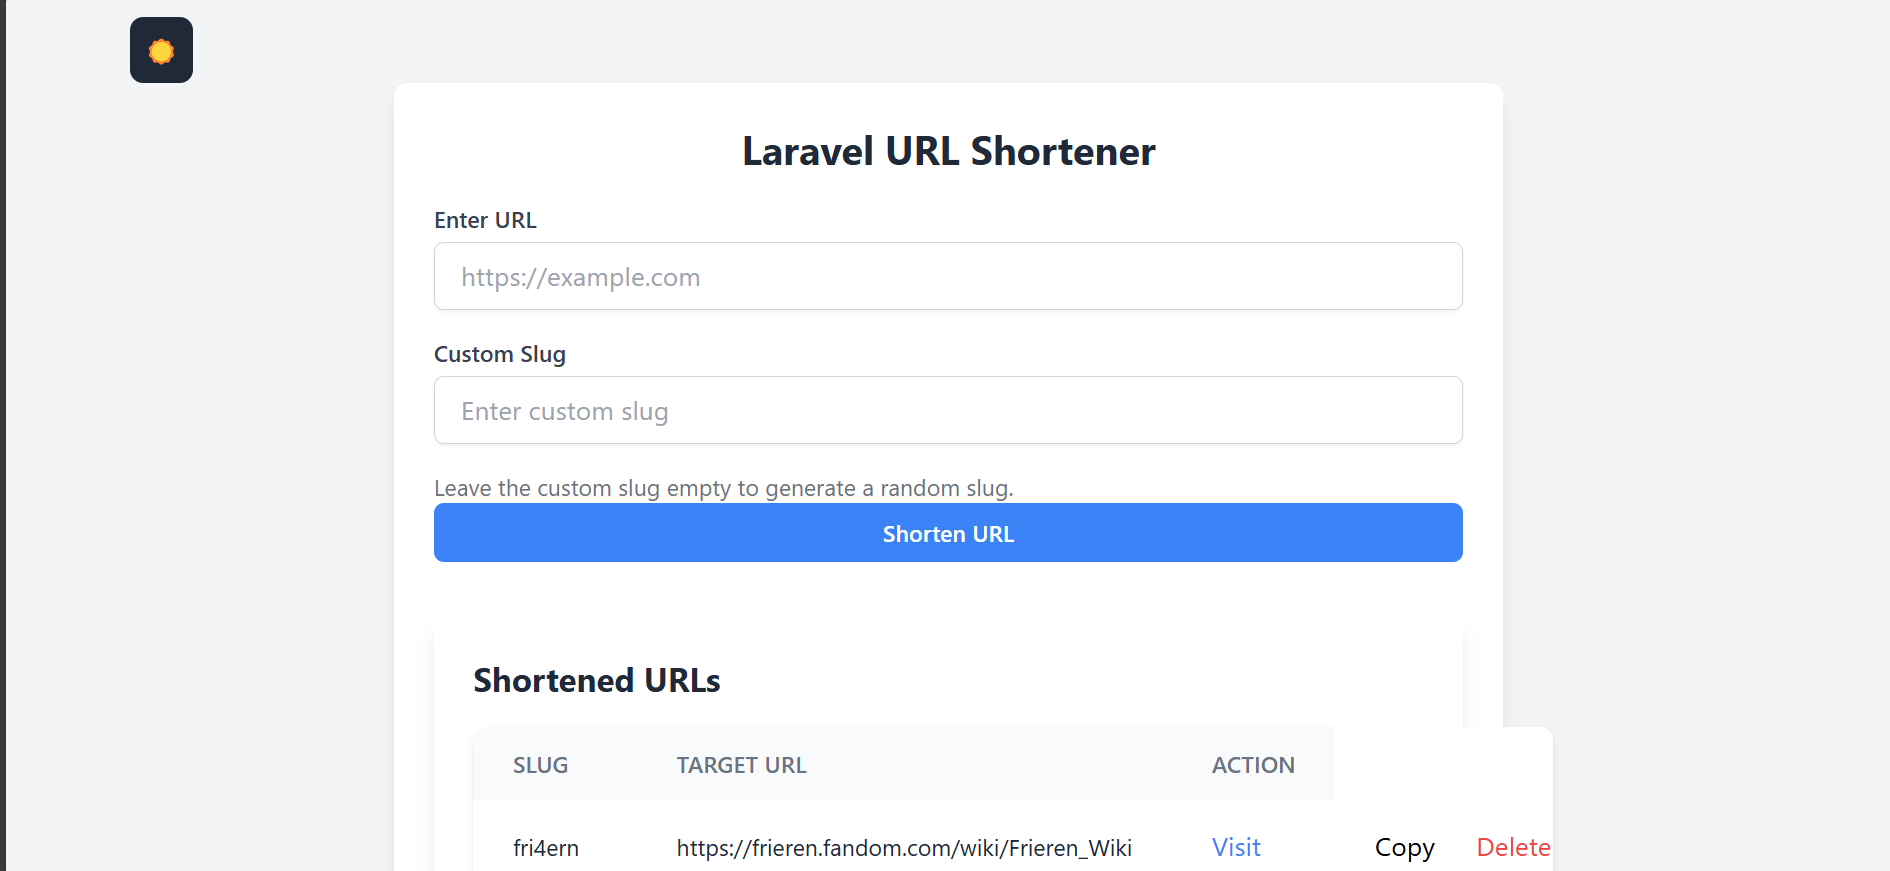 Laravel URL Shortener
Enter URL
https://example.com
Custom Slug
Enter custom slug
Leave the custom slug empty to generate a random slug.
Shorten URL
Shortened URLs
SLUG TARGET URL ACTION
fri4ern https://frieren.fandom.com/wiki/Frieren_Wiki Visit Copy Delete